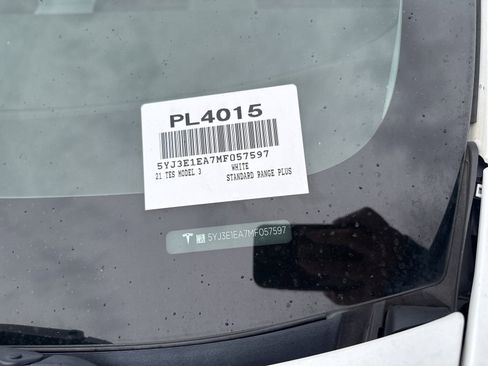 PL4015
5YJ3E1EA7MF057597
21 TES MODEL 3 WHITE
STANDARD RANGE PLUS
5YJ3E1EA7MF057597